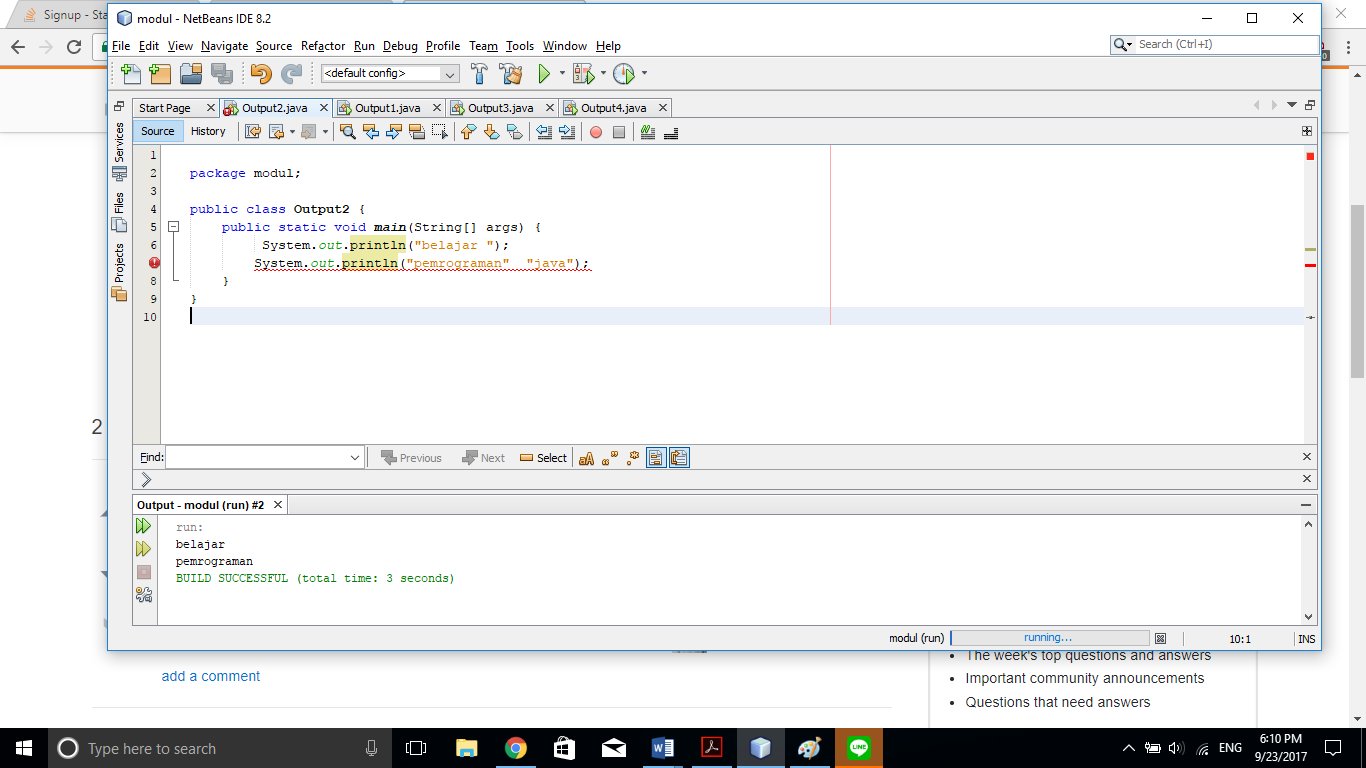 Signup - Sta
modul - NetBeans IDE 8.2
File Edit View Navigate Source Refactor Run Debug Profile Team Tools Window Help
Search (Ctrl+I)
<default config>
Start Page Output2.java Output1.java Output3.java Output4.java
Source History
Services
Files
Projects
1
2 package modul;
3
4 public class Output2 {
5 public static void main(String[] args) {
6 System.out.println("belajar ");
System.out.println("pemrograman"  "java");
8 }
9 }
10
2
Find: Previous Next Select
Output - modul (run) #2
run:
belajar
pemrograman
BUILD SUCCESSFUL (total time: 3 seconds)
modul (run) running... 10:1 INS
The week's top questions and answers
add a comment
Important community announcements
Questions that need answers
Type here to search
ENG
6:10 PM
9/23/2017